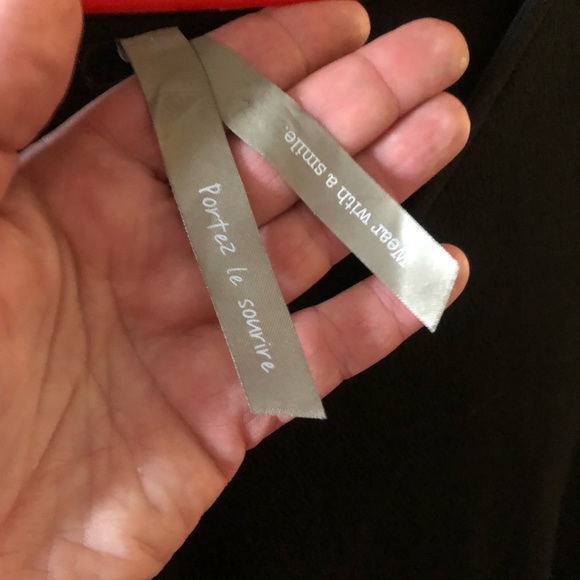 Portez le sourire
Wear with a smile.